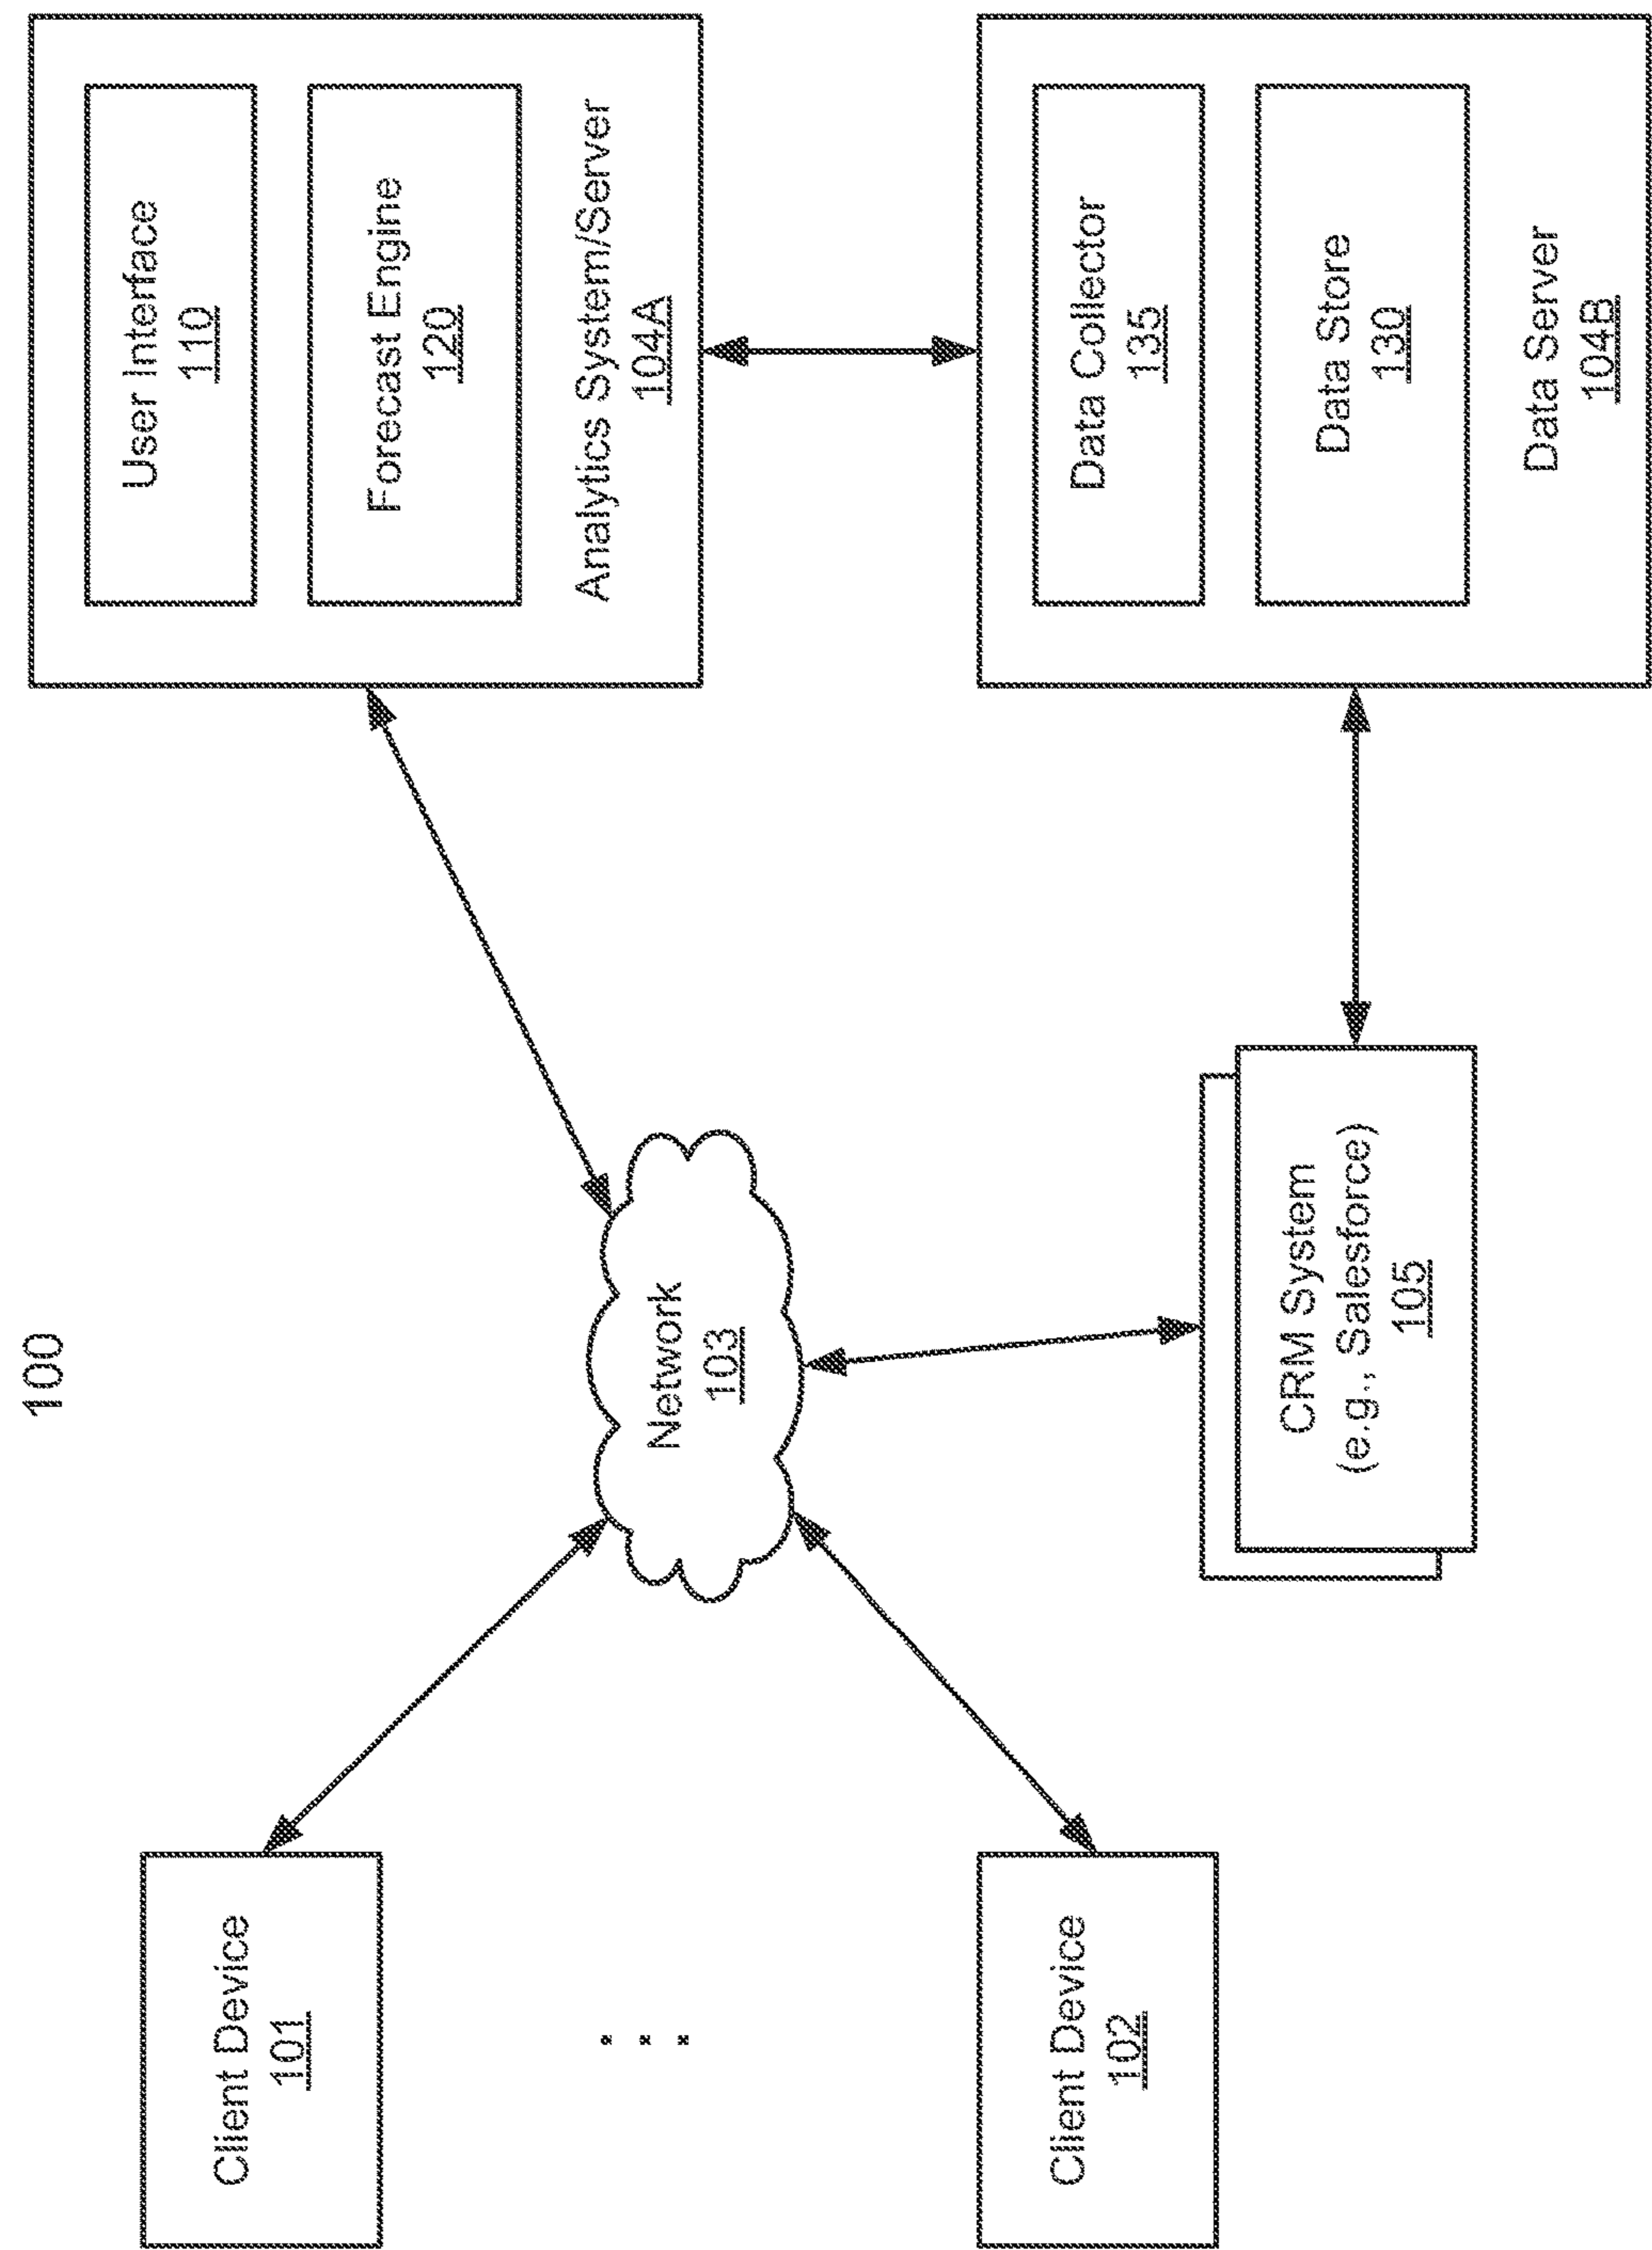 100
Client Device
101
. . .
Client Device
102
Network
103
CRM System
(e.g., Salesforce)
105
User Interface
110
Forecast Engine
120
Analytics System/Server
104A
Data Collector
135
Data Store
130
Data Server
104B